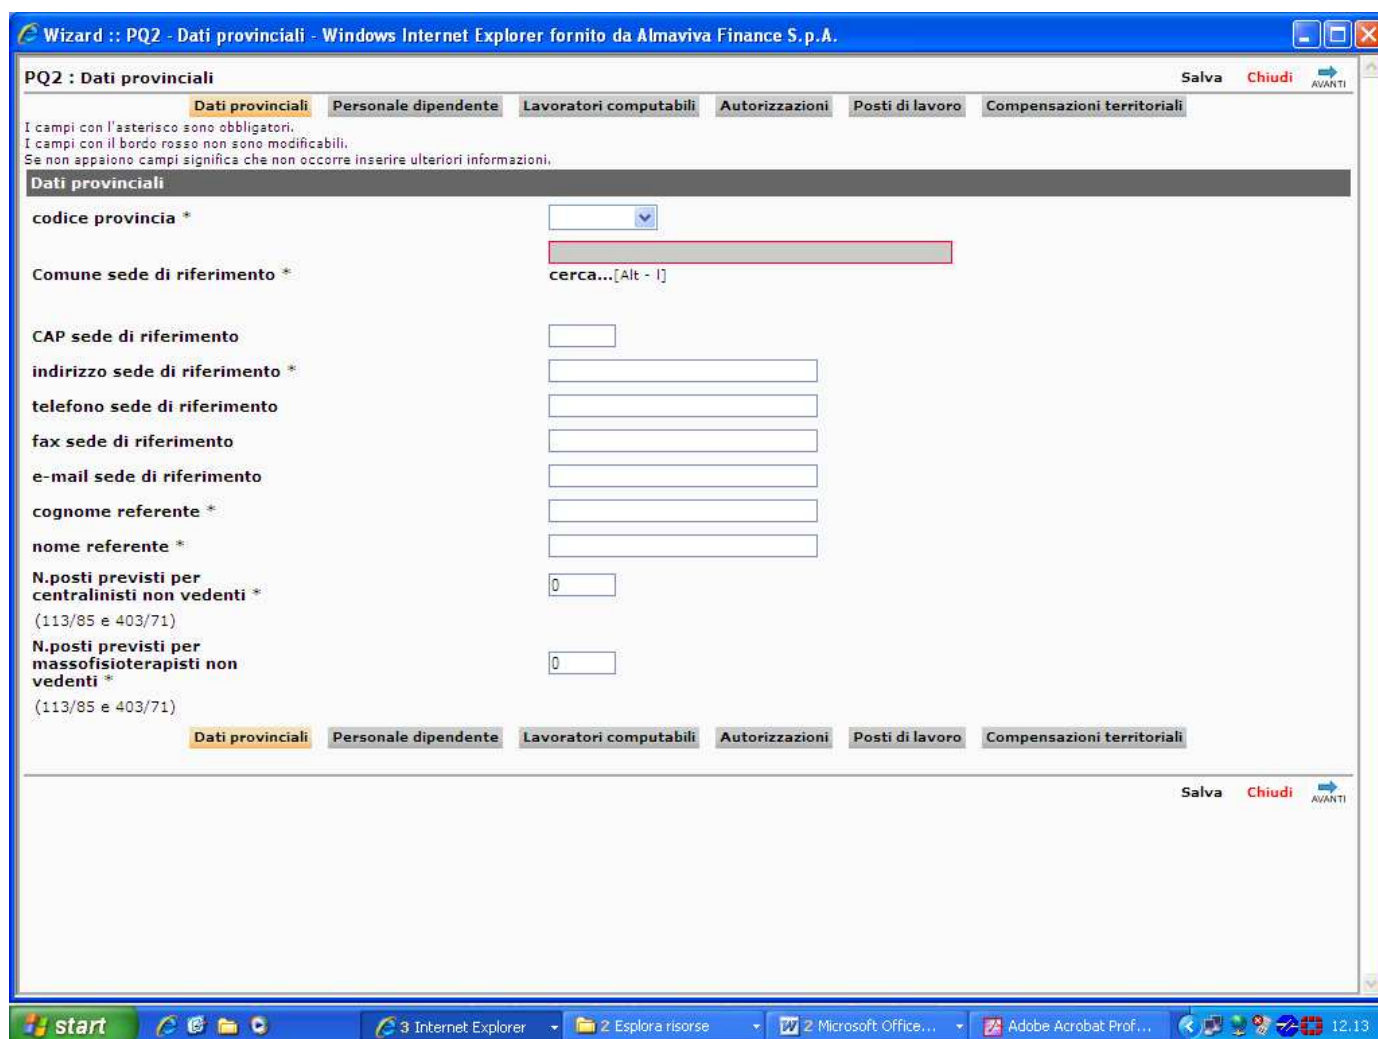 Wizard :: PQ2 - Dati provinciali - Windows Internet Explorer fornito da Almaviva Finance S.p.A.
PQ2 : Dati provinciali
Salva Chiudi AVANTI
Dati provinciali Personale dipendente Lavoratori computabili Autorizzazioni Posti di lavoro Compensazioni territoriali
I campi con l'asterisco sono obbligatori.
I campi con il bordo rosso non sono modificabili.
Se non appaiono campi significa che non occorre inserire ulteriori informazioni.
Dati provinciali
codice provincia *
Comune sede di riferimento *
cerca...[Alt - l]
CAP sede di riferimento
indirizzo sede di riferimento *
telefono sede di riferimento
fax sede di riferimento
e-mail sede di riferimento
cognome referente *
nome referente *
N.posti previsti per
centralinisti non vedenti *
0
(113/85 e 403/71)
N.posti previsti per
massofisioterapisti non
vedenti *
0
(113/85 e 403/71)
Dati provinciali Personale dipendente Lavoratori computabili Autorizzazioni Posti di lavoro Compensazioni territoriali
Salva Chiudi AVANTI
start 3 Internet Explorer 2 Esplora risorse 2 Microsoft Office... Adobe Acrobat Prof... 12.13